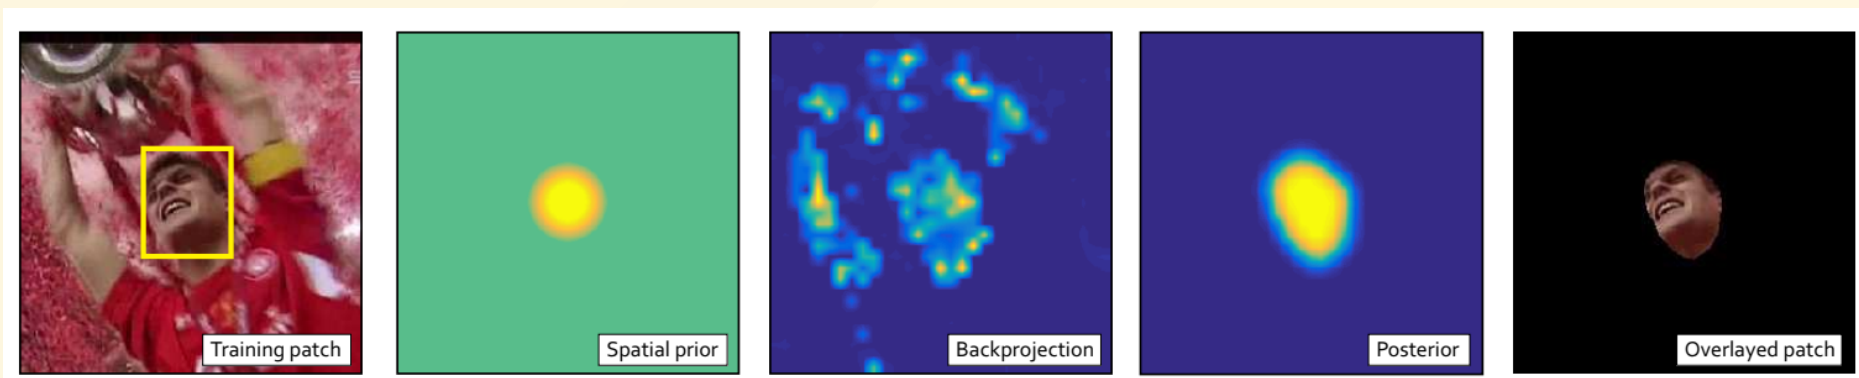 Training patch
Spatial prior
Backprojection
Posterior
Overlayed patch